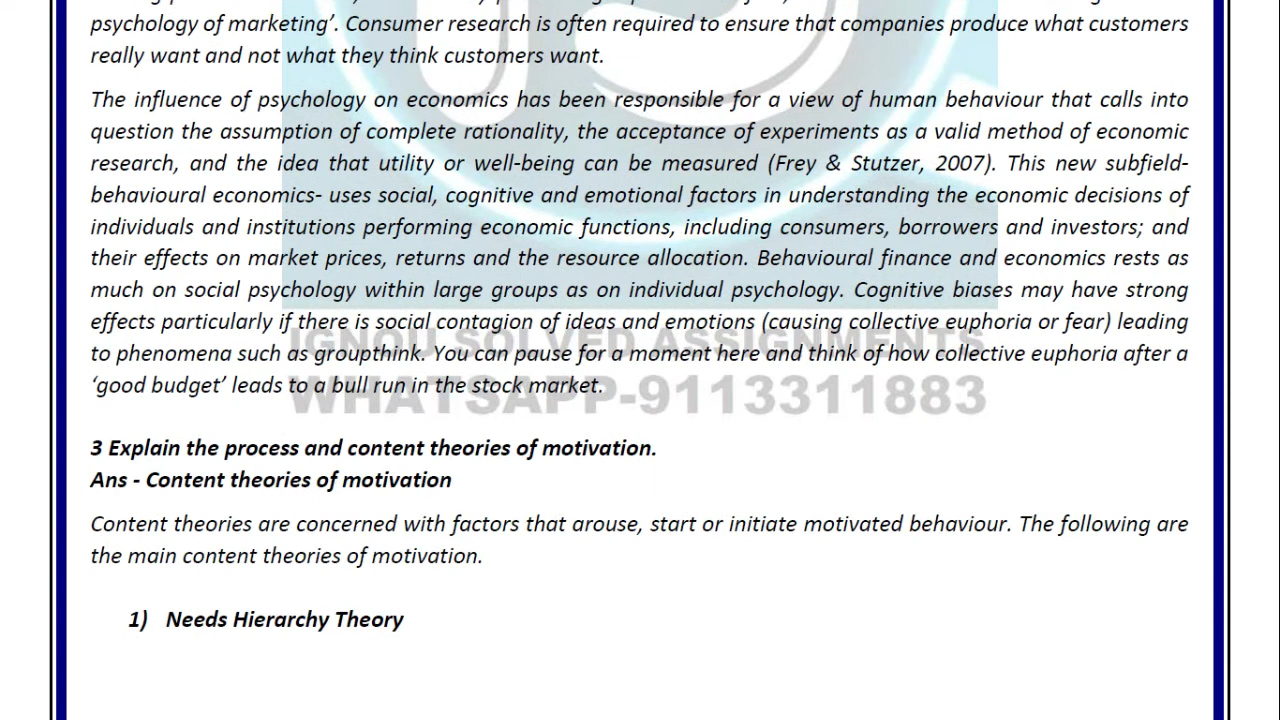 psychology of marketing’. Consumer research is often required to ensure that companies produce what customers
really want and not what they think customers want.
The influence of psychology on economics has been responsible for a view of human behaviour that calls into
question the assumption of complete rationality, the acceptance of experiments as a valid method of economic
research, and the idea that utility or well-being can be measured (Frey & Stutzer, 2007). This new subfield-
behavioural economics- uses social, cognitive and emotional factors in understanding the economic decisions of
individuals and institutions performing economic functions, including consumers, borrowers and investors; and
their effects on market prices, returns and the resource allocation. Behavioural finance and economics rests as
much on social psychology within large groups as on individual psychology. Cognitive biases may have strong
effects particularly if there is social contagion of ideas and emotions (causing collective euphoria or fear) leading
IGNOU SOLVED ASSIGNMENTS
to phenomena such as groupthink. You can pause for a moment here and think of how collective euphoria after a
‘good budget’ leads to a bull run in the stock market.
WHATSAPP-9113311883
3 Explain the process and content theories of motivation.
Ans - Content theories of motivation
Content theories are concerned with factors that arouse, start or initiate motivated behaviour. The following are
the main content theories of motivation.
1) Needs Hierarchy Theory